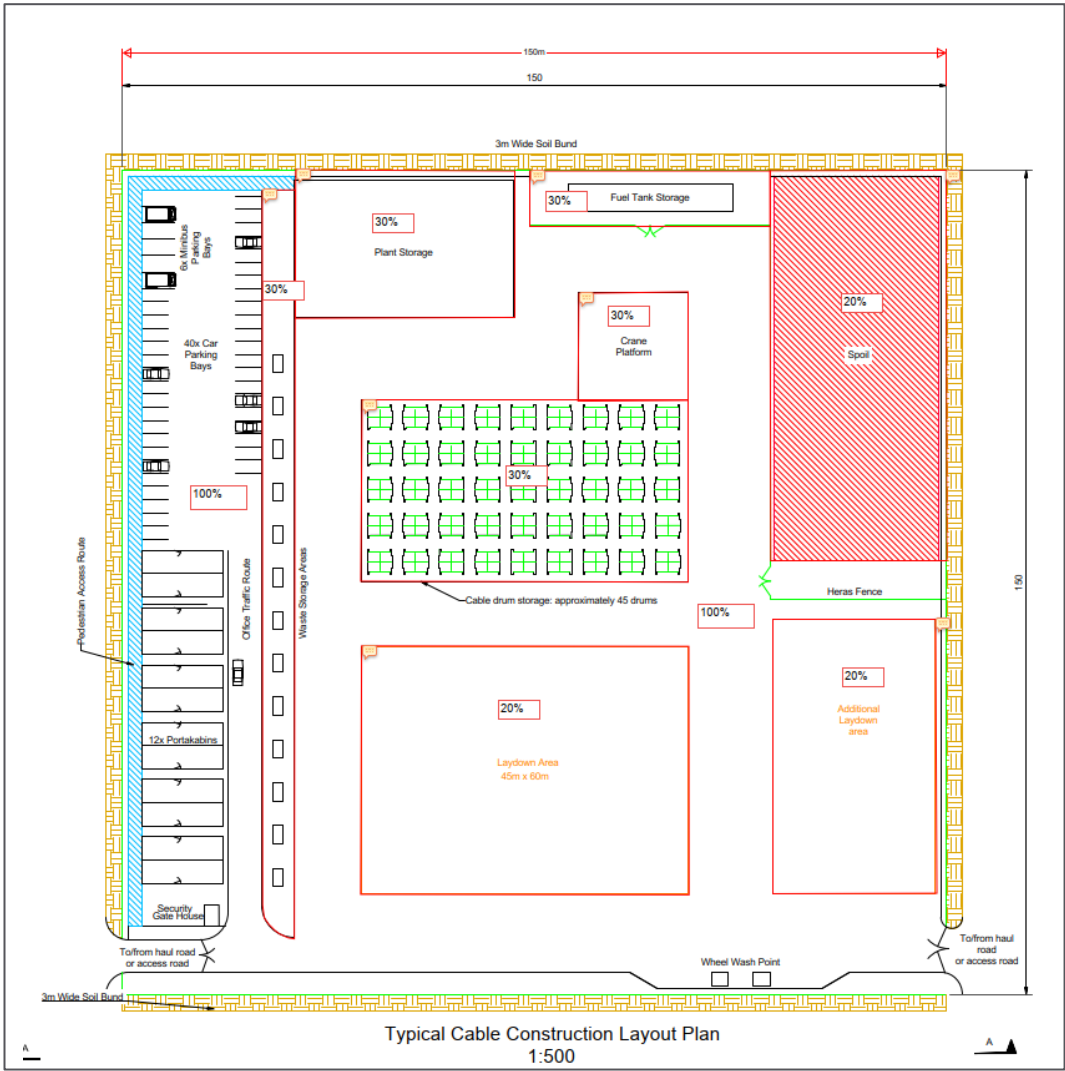 150m
150
3m Wide Soil Bund
6x Minibus
Parking
Bays
30%
Plant Storage
30%
Fuel Tank Storage
30%
30%
Crane
Platform
20%
Spoil
40x Car
Parking
Bays
100%
30%
Pedestrian Access Route
Office Traffic Route
Waste Storage Areas
Cable drum storage: approximately 45 drums
Heras Fence
150
100%
12x Portakabins
20%
Laydown Area
45m x 60m
20%
Additional
Laydown
area
Security
Gate House
To/from haul road
or access road
Wheel Wash Point
To/from haul
road
or access road
3m Wide Soil Bund
Typical Cable Construction Layout Plan
1:500
A
A